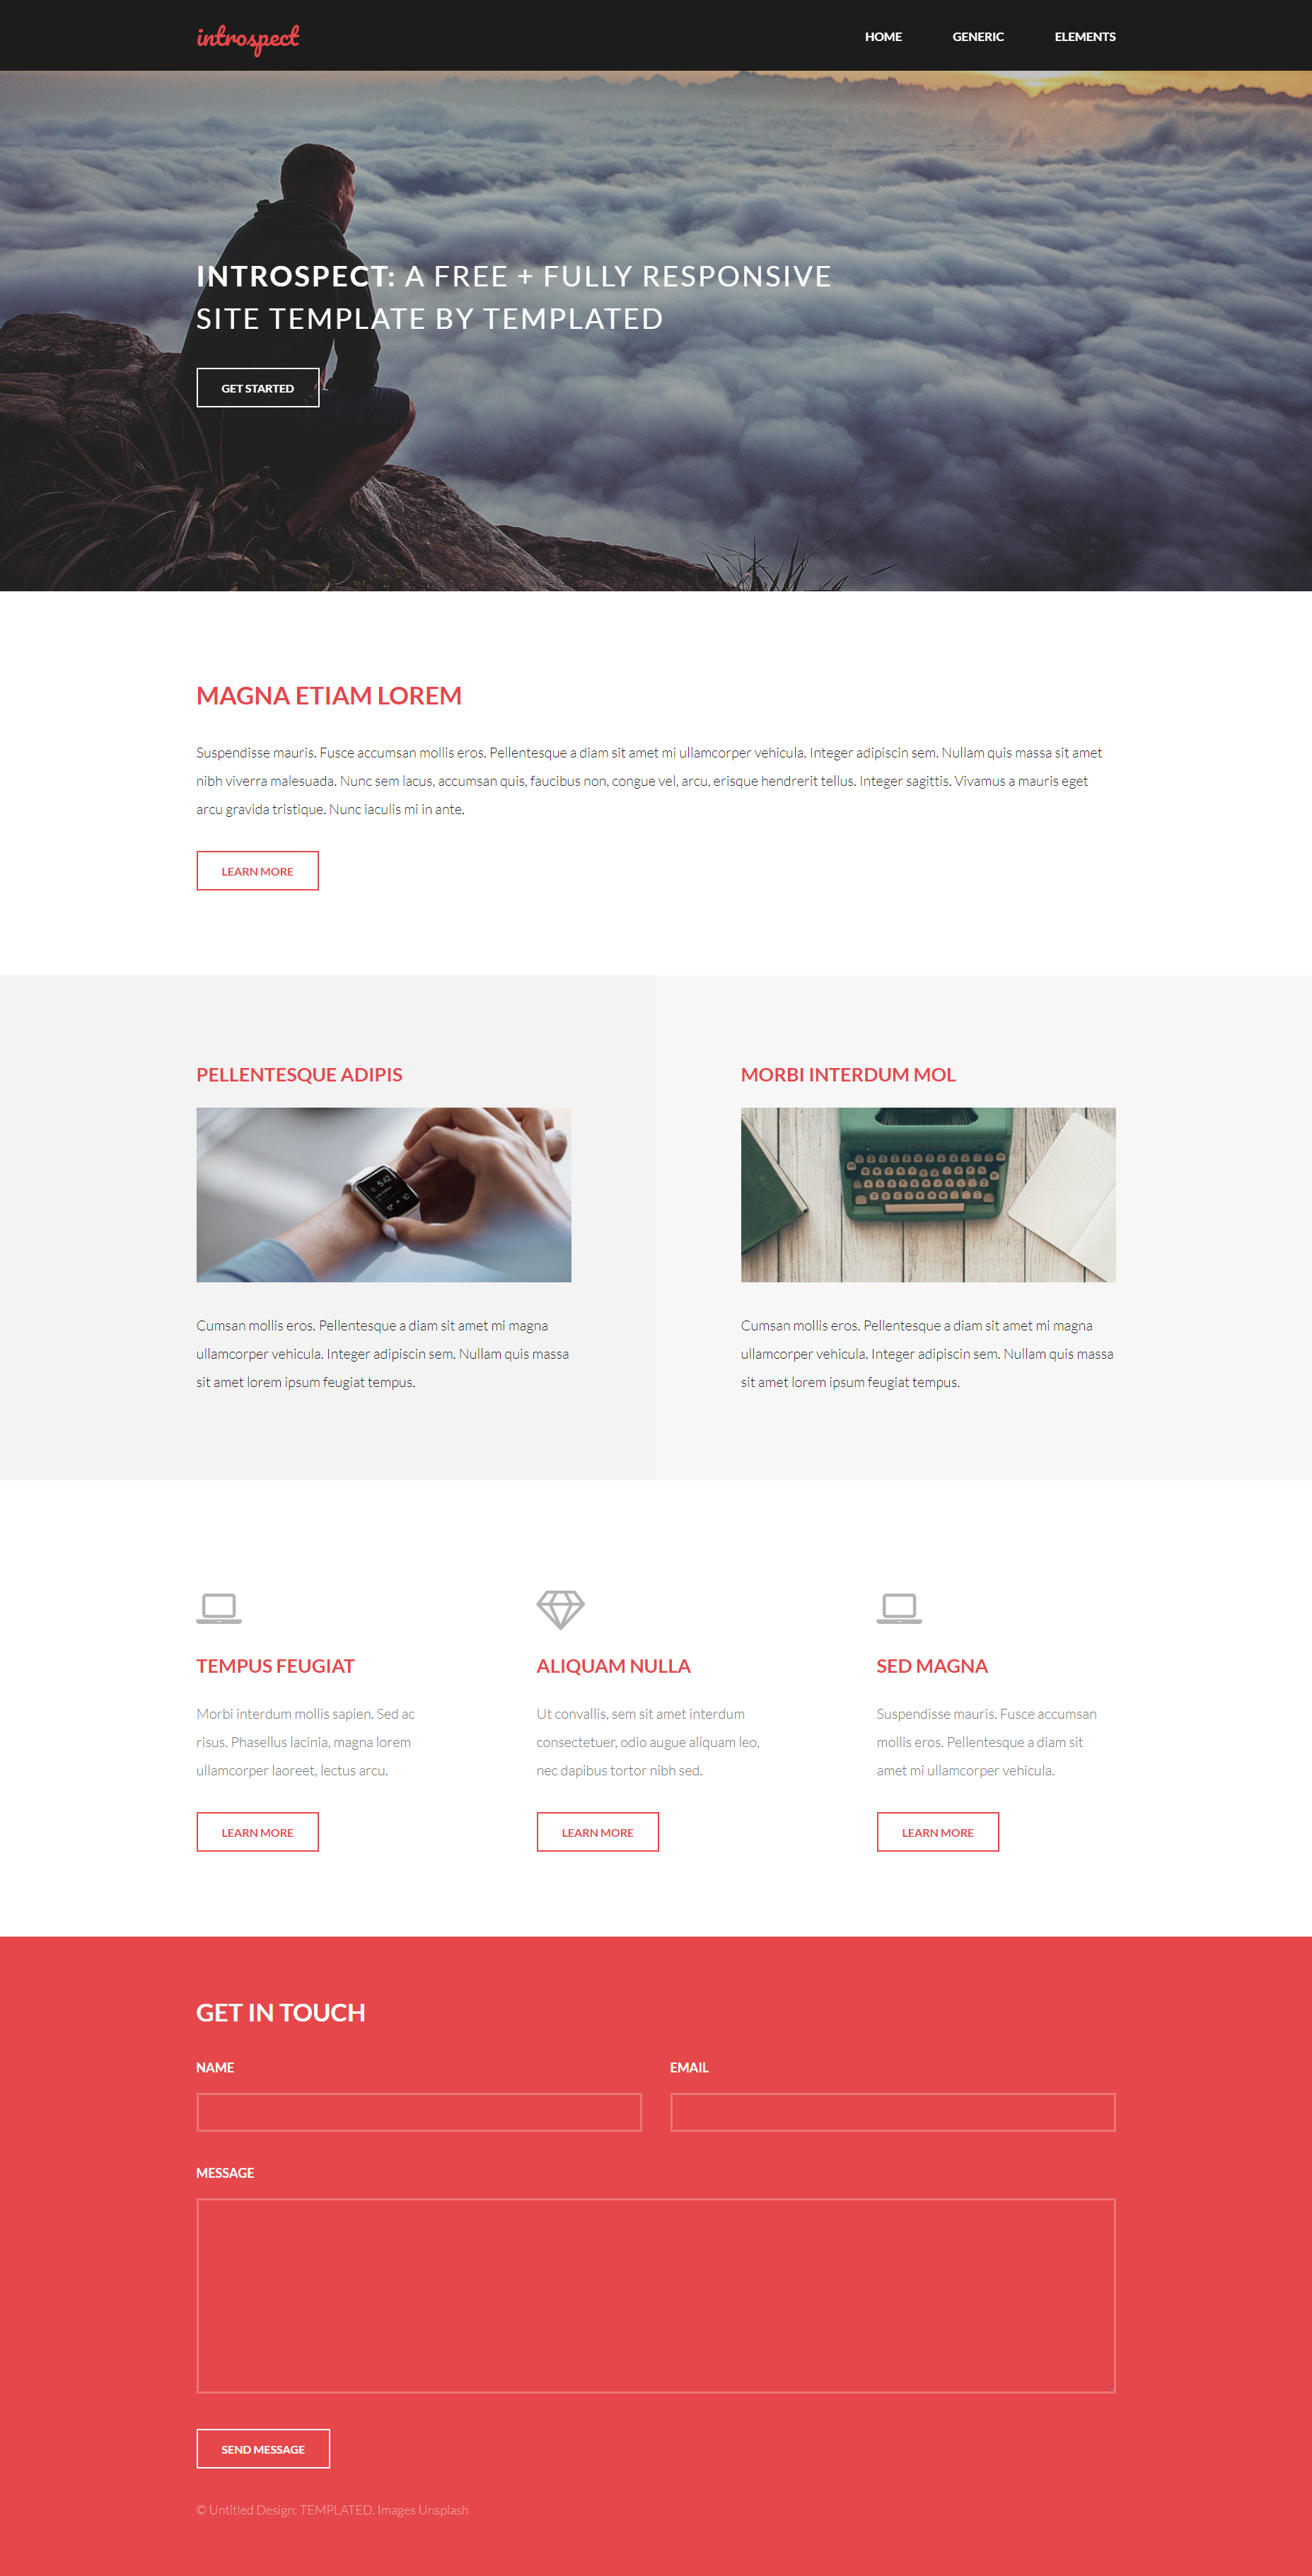 introspect
HOME GENERIC ELEMENTS
INTROSPECT: A FREE + FULLY RESPONSIVE
SITE TEMPLATE BY TEMPLATED
GET STARTED
MAGNA ETIAM LOREM
Suspendisse mauris. Fusce accumsan mollis eros. Pellentesque a diam sit amet mi ullamcorper vehicula. Integer adipiscin sem. Nullam quis massa sit amet
nibh viverra malesuada. Nunc sem lacus, accumsan quis, faucibus non, congue vel, arcu, erisque hendrerit tellus. Integer sagittis. Vivamus a mauris eget
arcu gravida tristique. Nunc iaculis mi in ante.
LEARN MORE
PELLENTESQUE ADIPIS
5:42
Cumsan mollis eros. Pellentesque a diam sit amet mi magna
ullamcorper vehicula. Integer adipiscin sem. Nullam quis massa
sit amet lorem ipsum feugiat tempus.
MORBI INTERDUM MOL
Cumsan mollis eros. Pellentesque a diam sit amet mi magna
ullamcorper vehicula. Integer adipiscin sem. Nullam quis massa
sit amet lorem ipsum feugiat tempus.
TEMPUS FEUGIAT
Morbi interdum mollis sapien. Sed ac
risus. Phasellus lacinia, magna lorem
ullamcorper laoreet, lectus arcu.
LEARN MORE
ALIQUAM NULLA
Ut convallis, sem sit amet interdum
consectetuer, odio augue aliquam leo,
nec dapibus tortor nibh sed.
LEARN MORE
SED MAGNA
Suspendisse mauris. Fusce accumsan
mollis eros. Pellentesque a diam sit
amet mi ullamcorper vehicula.
LEARN MORE
GET IN TOUCH
NAME
EMAIL
MESSAGE
SEND MESSAGE
© Untitled Design: TEMPLATED. Images Unsplash